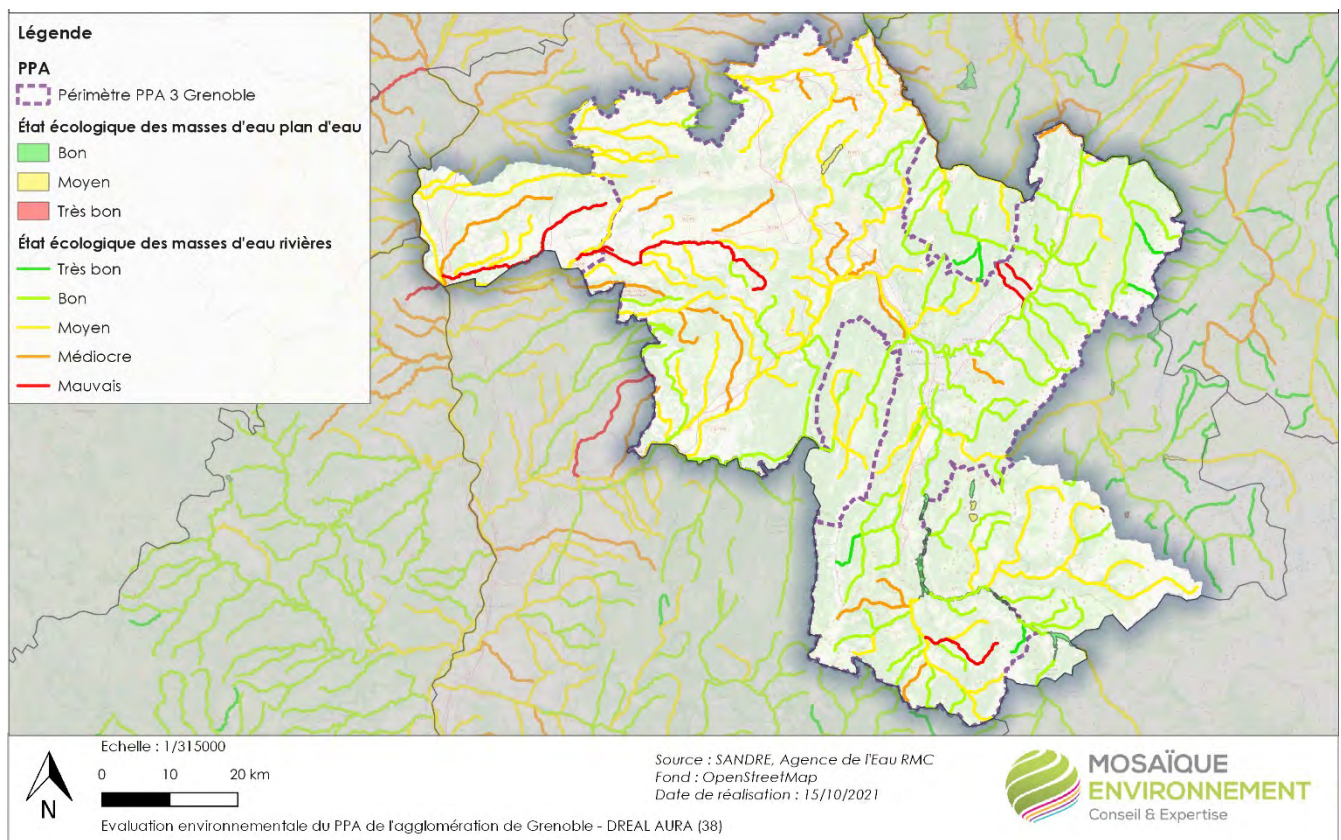 Légende
PPA
Périmètre PPA 3 Grenoble
État écologique des masses d'eau plan d'eau
Bon
Moyen
Très bon
État écologique des masses d'eau rivières
Très bon
Bon
Moyen
Médiocre
Mauvais
Echelle : 1/315000
0 10 20 km
N
Evaluation environnementale du PPA de l'agglomération de Grenoble - DREAL AURA (38)
Source : SANDRE, Agence de l'Eau RMC
Fond : OpenStreetMap
Date de réalisation : 15/10/2021
MOSAÏQUE
ENVIRONNEMENT
Conseil & Expertise